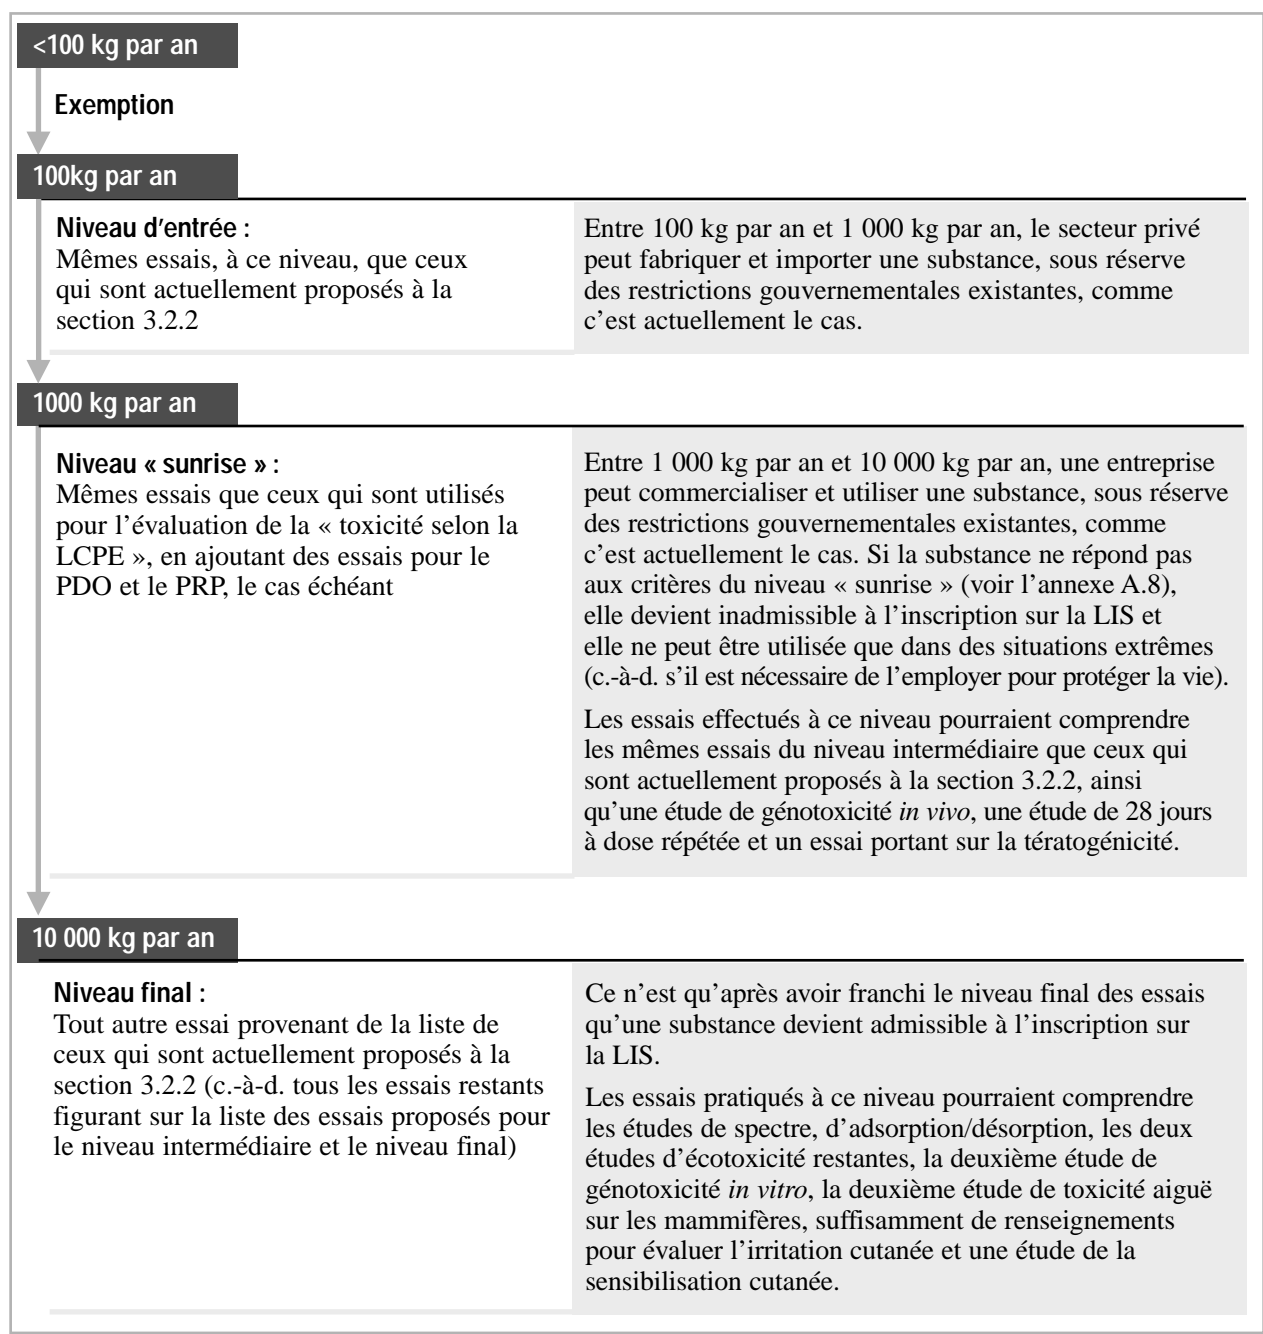 <100 kg par an
Exemption
100kg par an
Niveau d'entrée :
Mêmes essais, à ce niveau, que ceux
qui sont actuellement proposés à la
section 3.2.2
Entre 100 kg par an et 1 000 kg par an, le secteur privé
peut fabriquer et importer une substance, sous réserve
des restrictions gouvernementales existantes, comme
c'est actuellement le cas.
1000 kg par an
Niveau « sunrise » :
Mêmes essais que ceux qui sont utilisés
pour l'évaluation de la « toxicité selon la
LCPE », en ajoutant des essais pour le
PDO et le PRP, le cas échéant
Entre 1 000 kg par an et 10 000 kg par an, une entreprise
peut commercialiser et utiliser une substance, sous réserve
des restrictions gouvernementales existantes, comme
c'est actuellement le cas. Si la substance ne répond pas
aux critères du niveau « sunrise » (voir l'annexe A.8),
elle devient inadmissible à l'inscription sur la LIS et
elle ne peut être utilisée que dans des situations extrêmes
(c.-à-d. s'il est nécessaire de l'employer pour protéger la vie).
Les essais effectués à ce niveau pourraient comprendre
les mêmes essais du niveau intermédiaire que ceux qui
sont actuellement proposés à la section 3.2.2, ainsi
qu'une étude de génotoxicité in vivo, une étude de 28 jours
à dose répétée et un essai portant sur la tératogénicité.
10 000 kg par an
Niveau final :
Tout autre essai provenant de la liste de
ceux qui sont actuellement proposés à la
section 3.2.2 (c.-à-d. tous les essais restants
figurant sur la liste des essais proposés pour
le niveau intermédiaire et le niveau final)
Ce n'est qu'après avoir franchi le niveau final des essais
qu'une substance devient admissible à l'inscription sur
la LIS.
Les essais pratiqués à ce niveau pourraient comprendre
les études de spectre, d'adsorption/désorption, les deux
études d'écotoxicité restantes, la deuxième étude de
génotoxicité in vitro, la deuxième étude de toxicité aiguë
sur les mammifères, suffisamment de renseignements
pour évaluer l'irritation cutanée et une étude de la
sensibilisation cutanée.